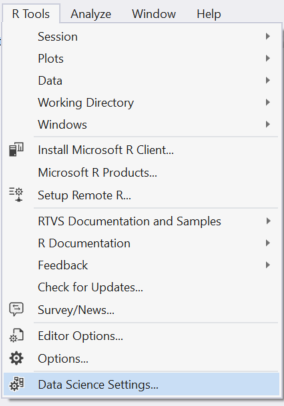 R Tools Analyze Window Help
Session
Plots
Data
Working Directory
Windows
Install Microsoft R Client...
Microsoft R Products...
Setup Remote R...
RTVS Documentation and Samples
R Documentation
Feedback
Check for Updates...
Survey/News...
Editor Options...
Options...
Data Science Settings...